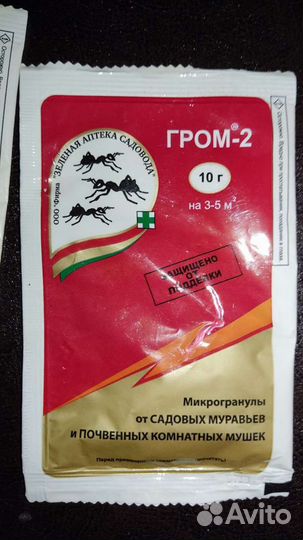 ООО "Фирма "ЗЕЛЕНАЯ АПТЕКА САДОВОДА"
ГРОМ®-2
10 г
на 3-5 м²
ЗАЩИЩЕНО
ОТ
ПОДДЕЛКИ
Микрогранулы
от САДОВЫХ МУРАВЬЕВ
и ПОЧВЕННЫХ КОМНАТНЫХ МУШЕК
Перед
Avito